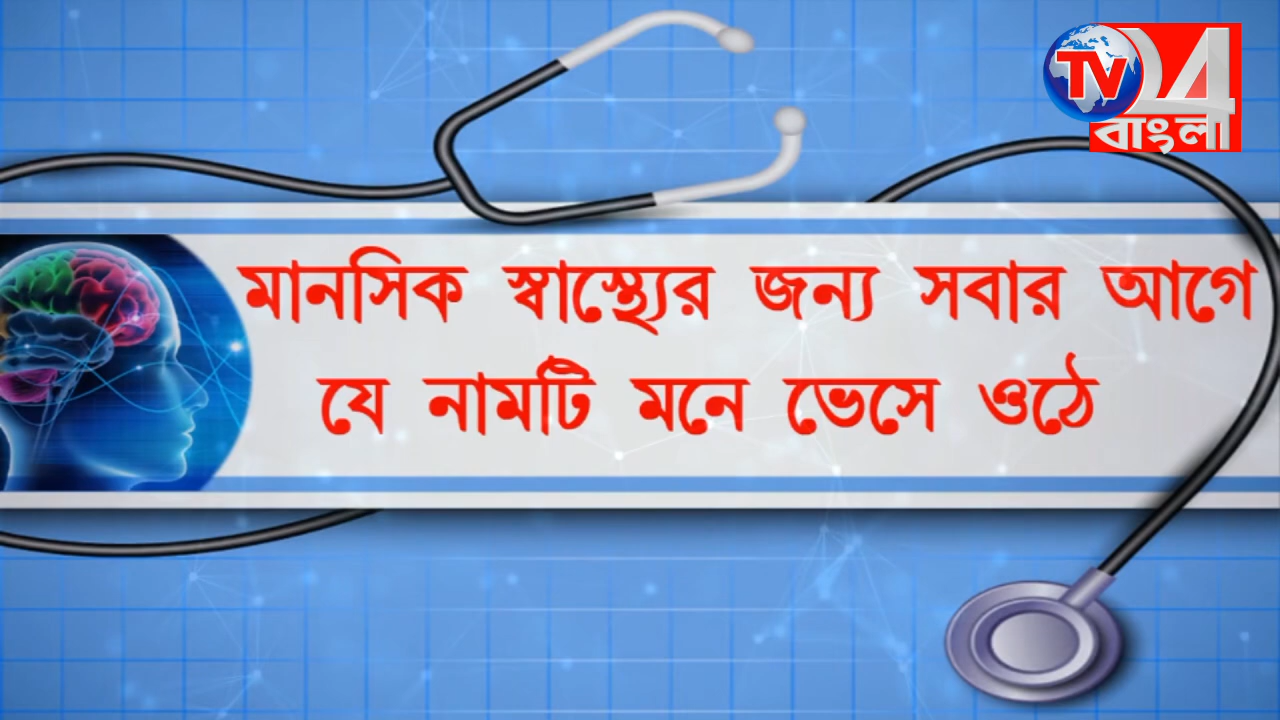 TV 24
বাংলা
মানসিক স্বাস্থ্যের জন্য সবার আগে
যে নামটি মনে ভেসে ওঠে